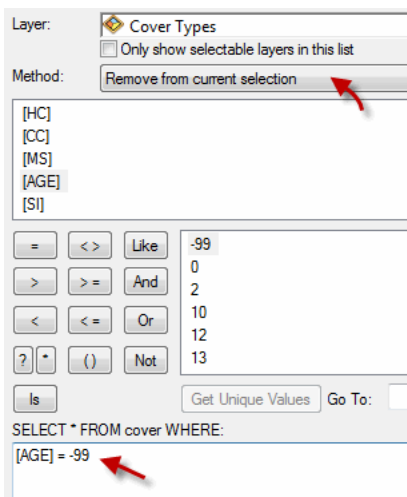 Layer: Cover Types
Only show selectable layers in this list
Method: Remove from current selection
[HC]
[CC]
[MS]
[AGE]
[SI]
= < > Like -99
0
> > = And 2
10
< < = Or 12
? * ( ) Not 13
Is Get Unique Values Go To:
SELECT * FROM cover WHERE:
[AGE] = -99